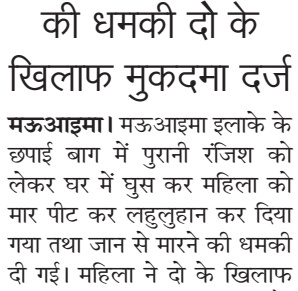 की धमकी दो के
खिलाफ मुकदमा दर्ज
मऊआइमा। मऊआइमा इलाके के
छपाई बाग में पुरानी रंजिश को
लेकर घर में घुस कर महिला को
मार पीट कर लहुलुहान कर दिया
गया तथा जान से मारने की धमकी
दी गई। महिला ने दो के खिलाफ